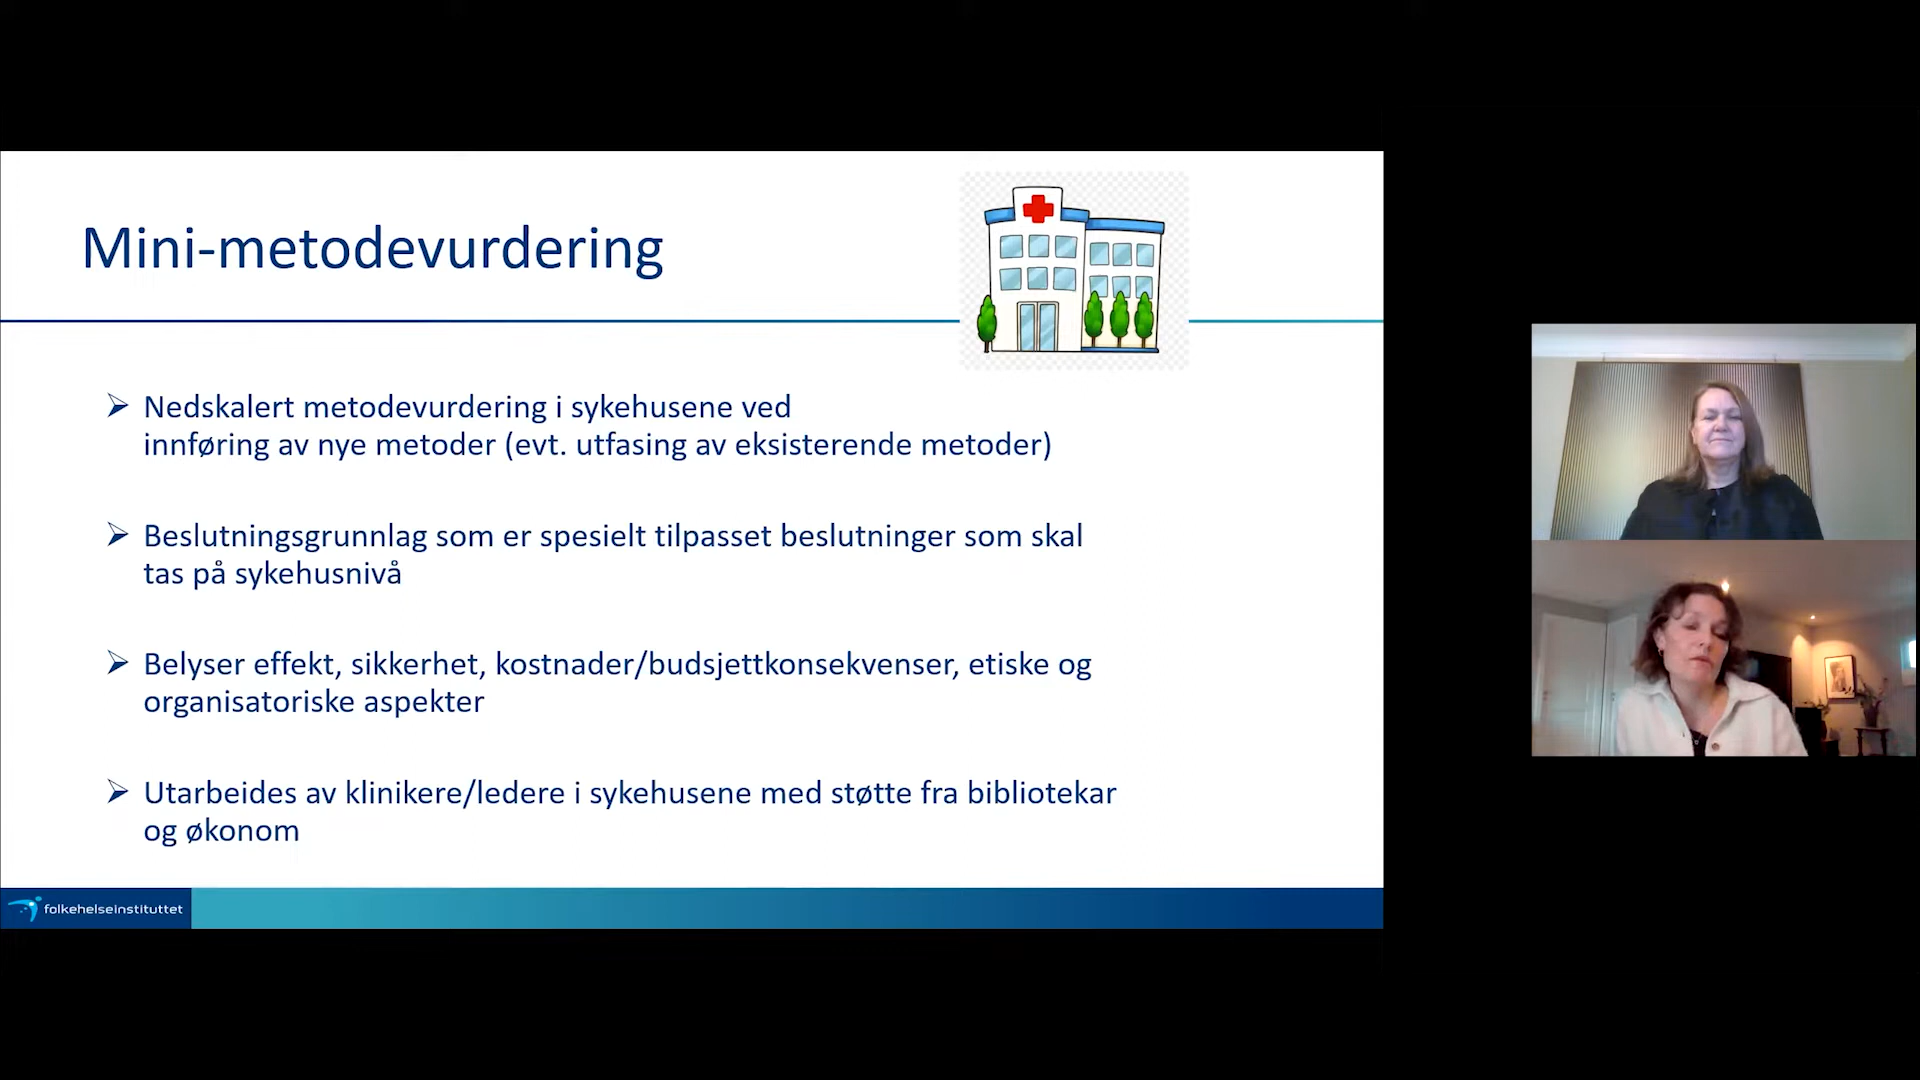 Mini-metodevurdering
Nedskalert metodevurdering i sykehusene ved
innføring av nye metoder (evt. utfasing av eksisterende metoder)
Beslutningsgrunnlag som er spesielt tilpasset beslutninger som skal
tas på sykehusnivå
Belyser effekt, sikkerhet, kostnader/budsjettkonsekvenser, etiske og
organisatoriske aspekter
Utarbeides av klinikere/ledere i sykehusene med støtte fra bibliotekar
og økonom
folkehelseinstituttet